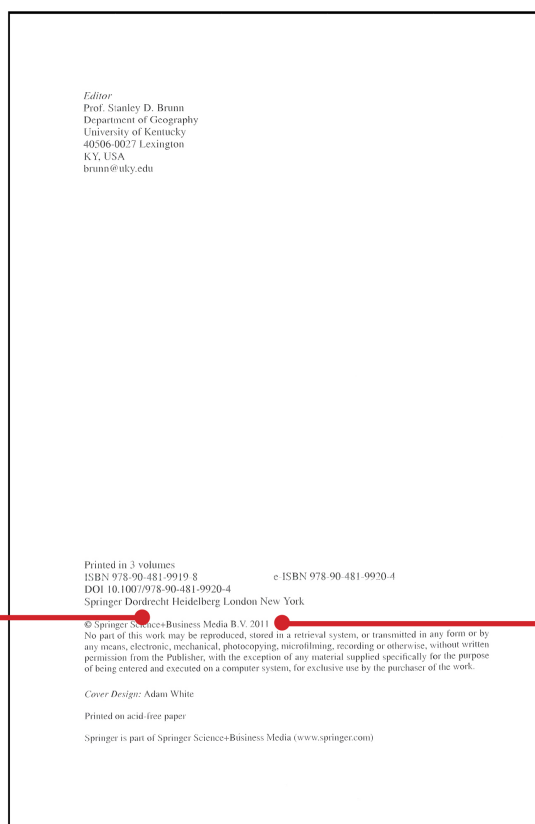 Editor
Prof. Stanley D. Brunn
Department of Geography
University of Kentucky
40506-0027 Lexington
KY, USA
brunn@uky.edu
Printed in 3 volumes
ISBN 978-90-481-9919-8 e-ISBN 978-90-481-9920-4
DOI 10.1007/978-90-481-9920-4
Springer Dordrecht Heidelberg London New York
© Springer Science+Business Media B.V. 2011
No part of this work may be reproduced, stored in a retrieval system, or transmitted in any form or by
any means, electronic, mechanical, photocopying, microfilming, recording or otherwise, without written
permission from the Publisher, with the exception of any material supplied specifically for the purpose
of being entered and executed on a computer system, for exclusive use by the purchaser of the work.
Cover Design: Adam White
Printed on acid-free paper
Springer is part of Springer Science+Business Media (www.springer.com)